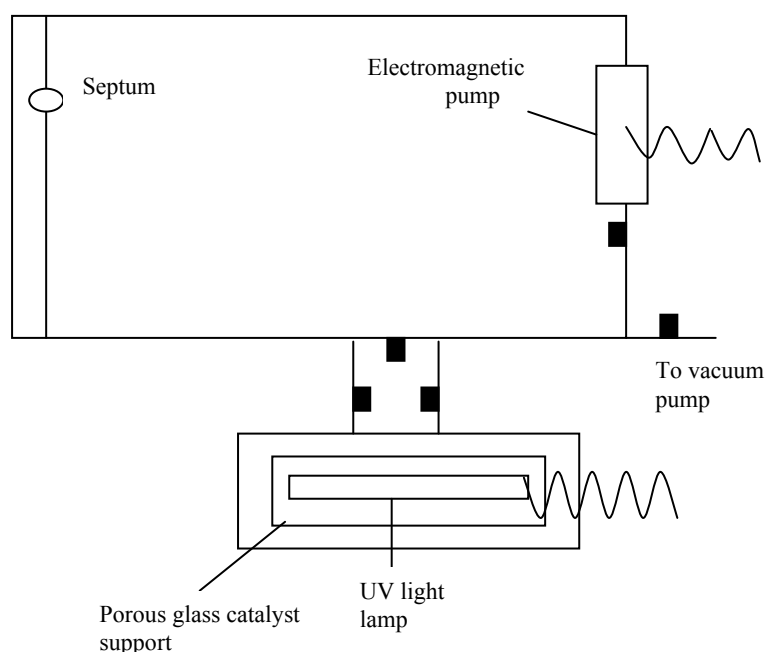 Electromagnetic
pump
Septum
To vacuum
pump
UV light
lamp
Porous glass catalyst
support